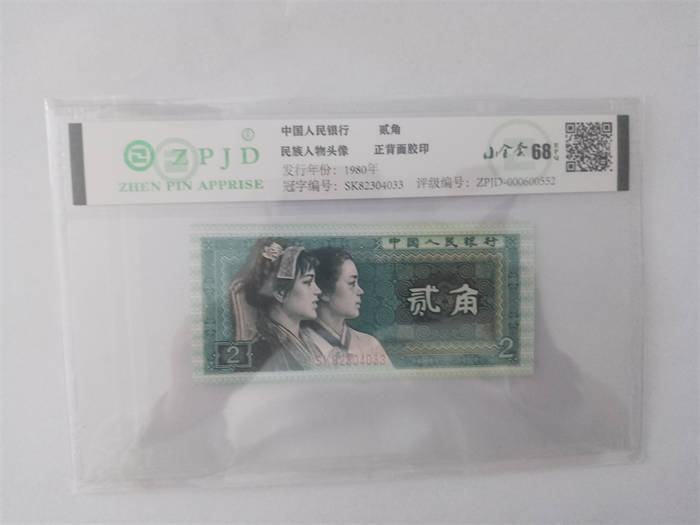 ZPJD
ZHEN PIN APPRISE
中国人民银行 贰角
民族人物头像 正背面胶印
发行年份: 1980年
冠字编号: SK82304033 评级编号: ZPJD-000600552
68
中国人民银行
贰角
2
2
SK82304033